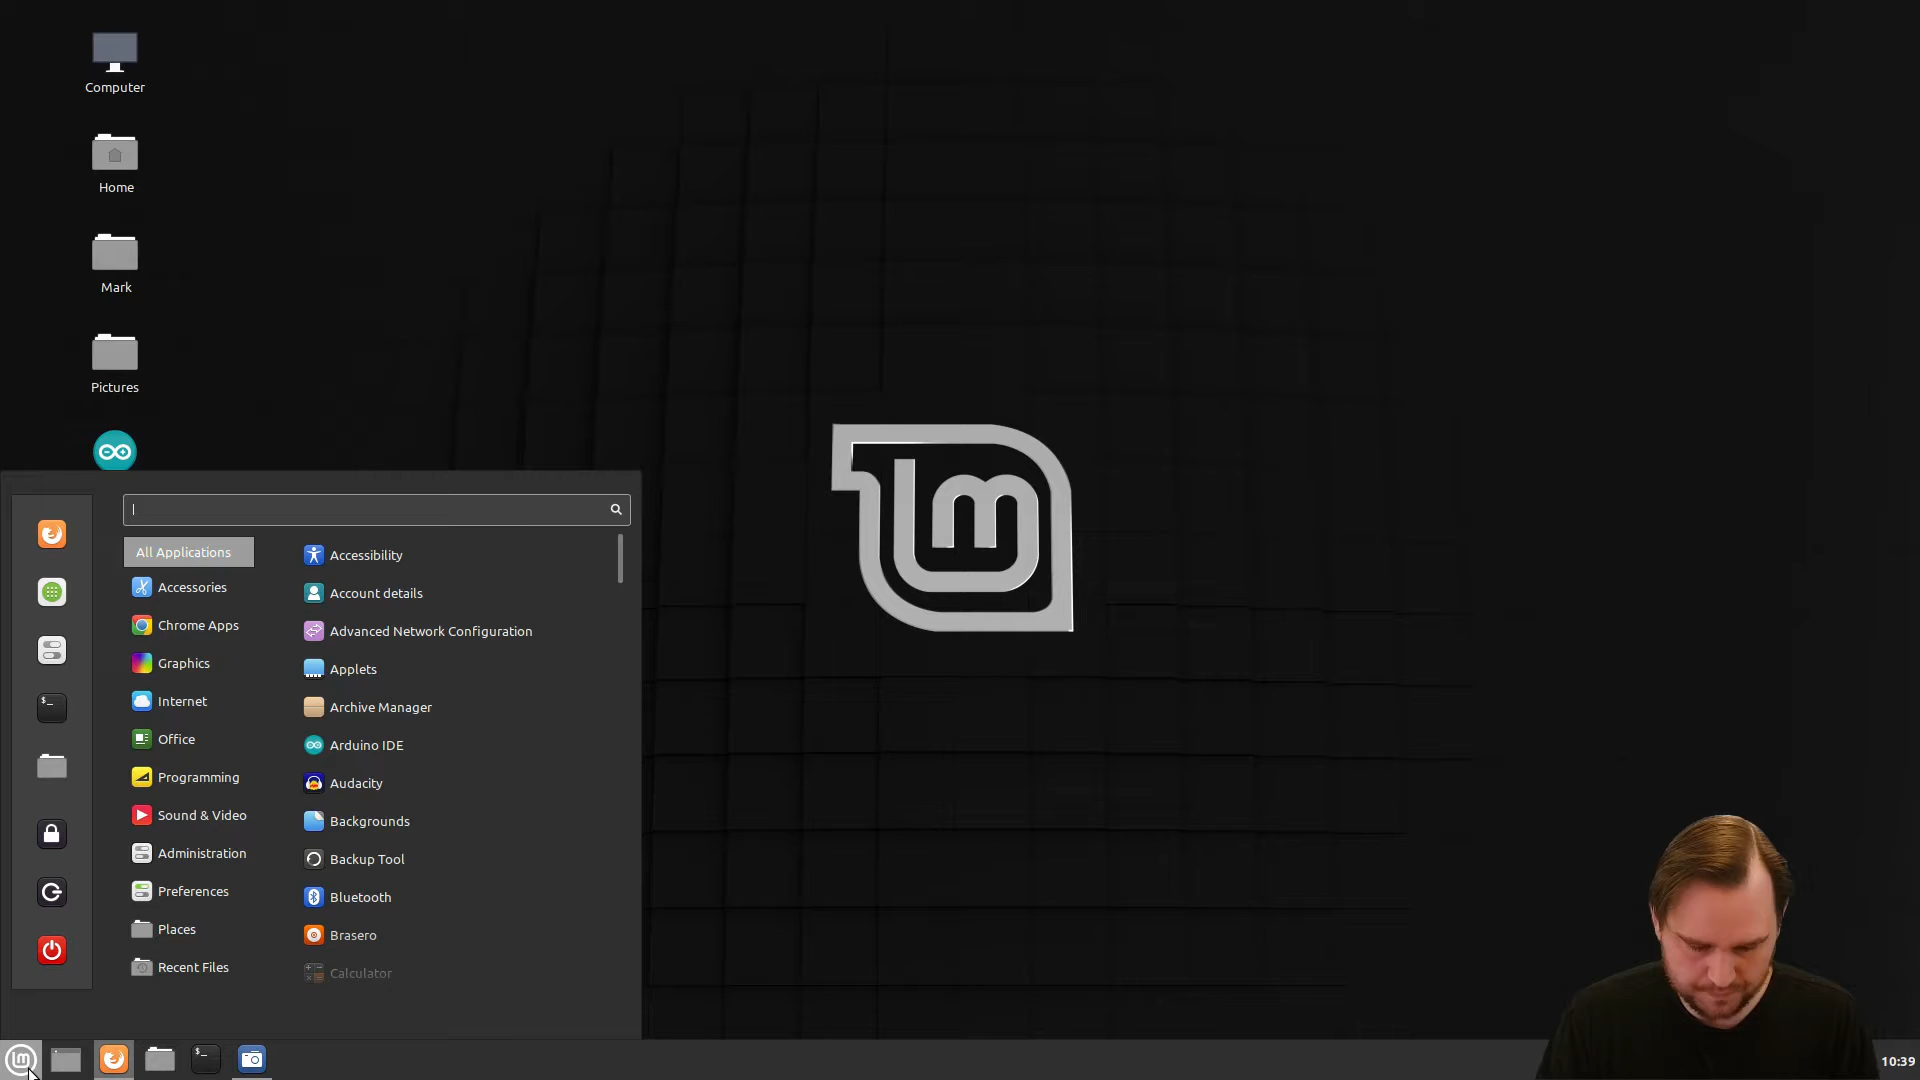 Computer
Home
Mark
Pictures
All Applications
Accessories
Chrome Apps
Graphics
Internet
Office
Programming
Sound & Video
Administration
Preferences
Places
Recent Files
Accessibility
Account details
Advanced Network Configuration
Applets
Archive Manager
Arduino IDE
Audacity
Backgrounds
Backup Tool
Bluetooth
Brasero
Calculator
lm
10:39